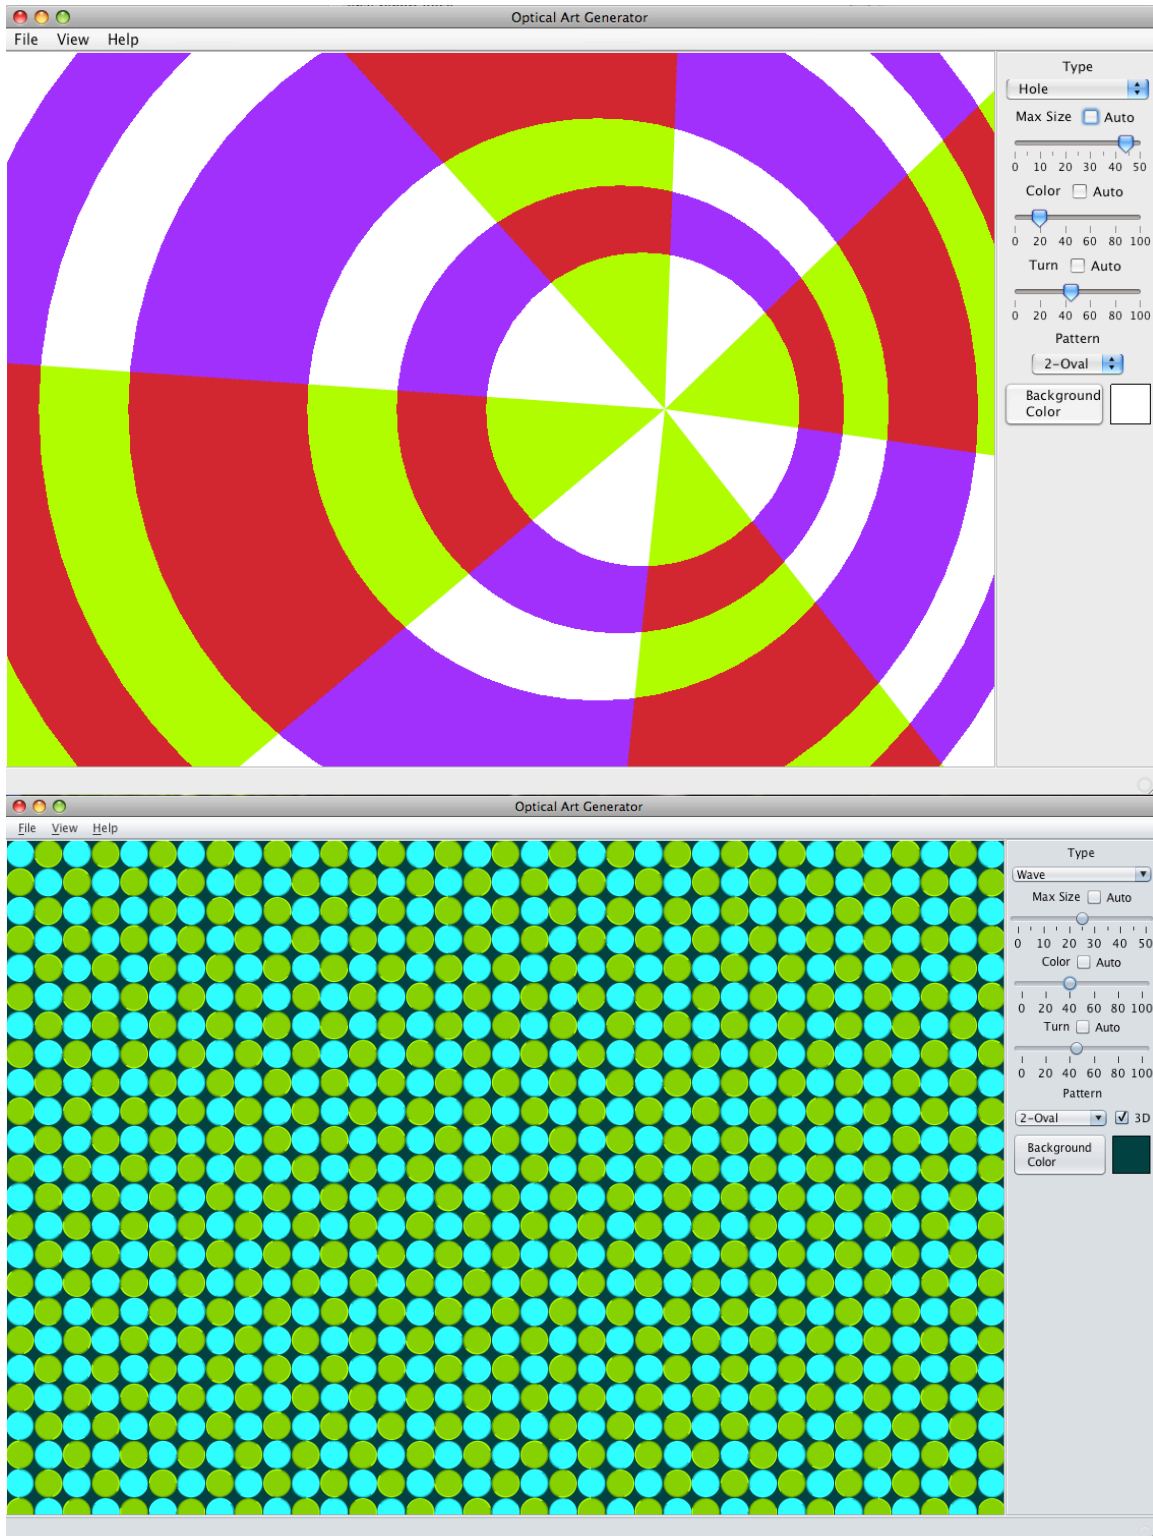 Optical Art Generator
File View Help
Type
Hole
Max Size Auto
0 10 20 30 40 50
Color Auto
0 20 40 60 80 100
Turn Auto
0 20 40 60 80 100
Pattern
2-Oval
Background
Color
Optical Art Generator
File View Help
Type
Wave
Max Size Auto
0 10 20 30 40 50
Color Auto
0 20 40 60 80 100
Turn Auto
0 20 40 60 80 100
Pattern
2-Oval 3D
Background
Color